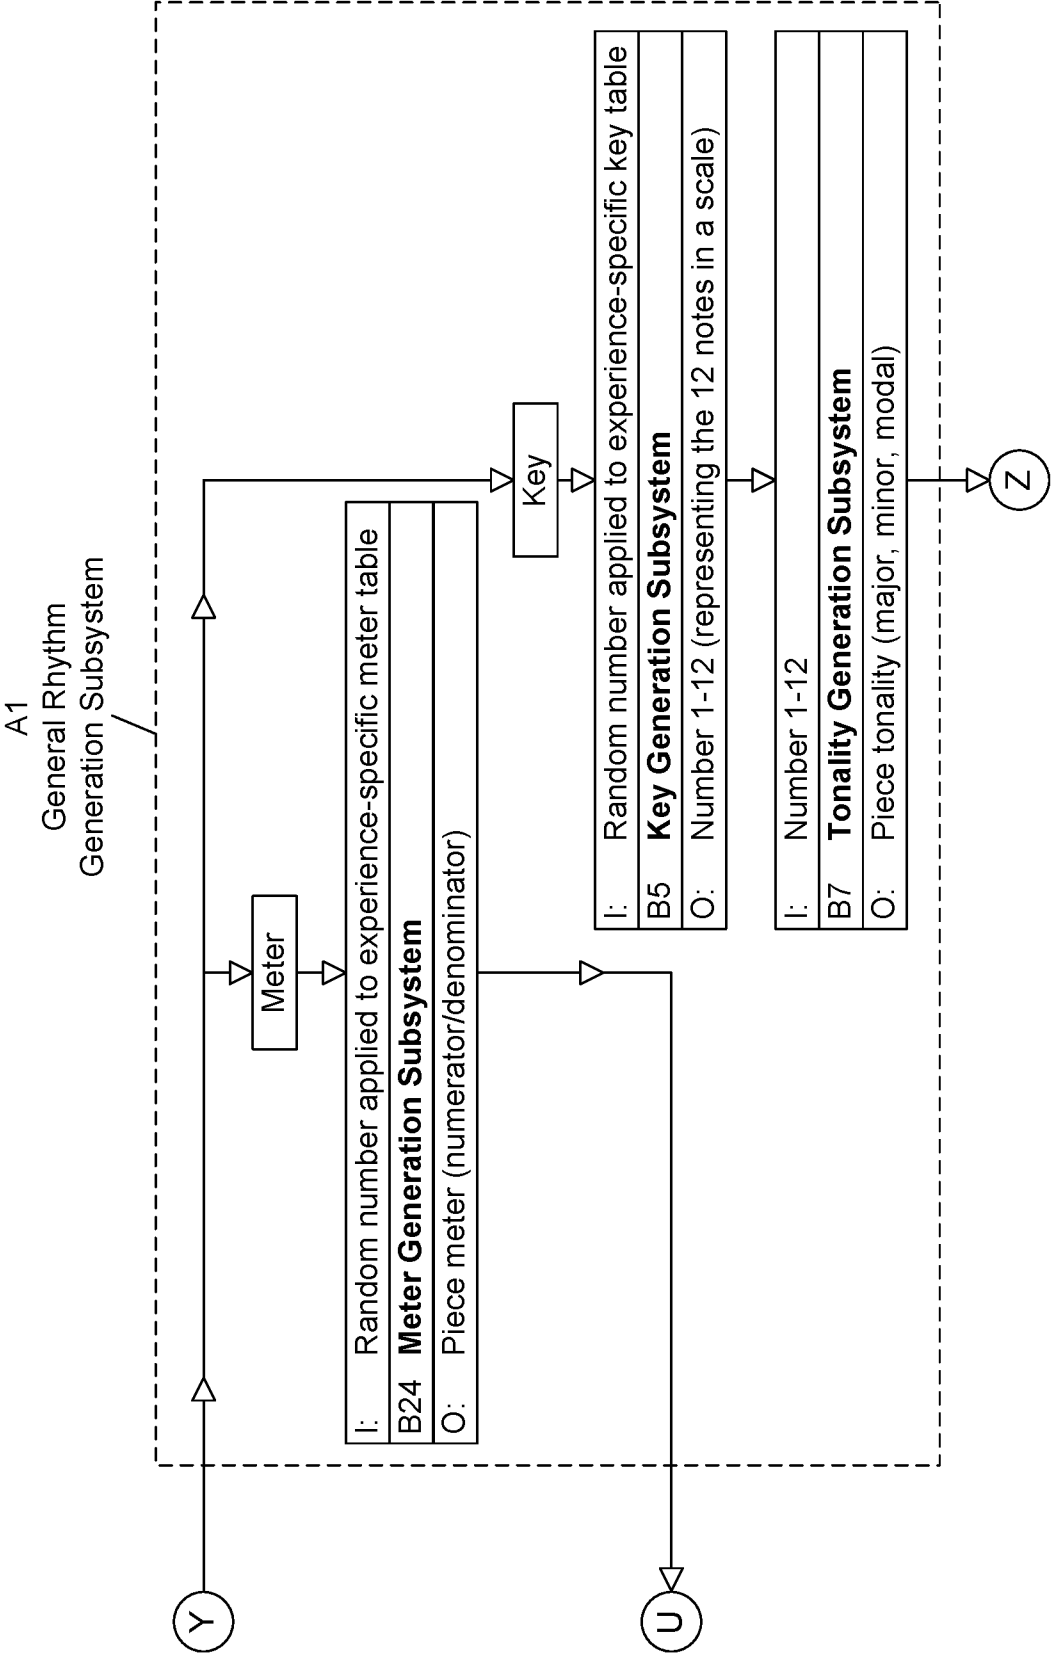 A1
General Rhythm
Generation Subsystem
Y
Meter
I: Random number applied to experience-specific meter table
B24 Meter Generation Subsystem
O: Piece meter (numerator/denominator)
Key
I: Random number applied to experience-specific key table
B5 Key Generation Subsystem
O: Number 1-12 (representing the 12 notes in a scale)
U
I: Number 1-12
B7 Tonality Generation Subsystem
O: Piece tonality (major, minor, modal)
Z